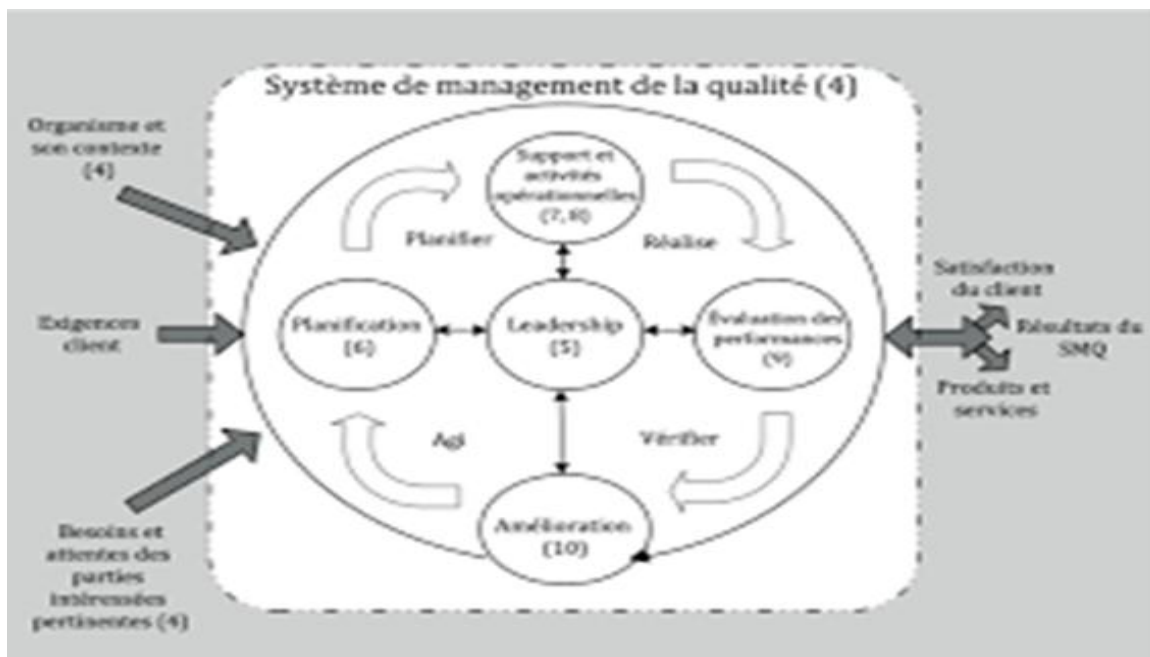 Système de management de la qualité (4)
Organisme et
son contexte
(4)
Support et
activités
opérationnelles
(7, 8)
Planifier
Réalise
Satisfaction
du client
Exigences
client
Planification
(6)
Leadership
(5)
Évaluation des
performances
(9)
Résultats du
SMQ
Produits et
services
Agi
Vérifier
Besoins et
attentes des
parties
intéressées
pertinentes (4)
Amélioration
(10)